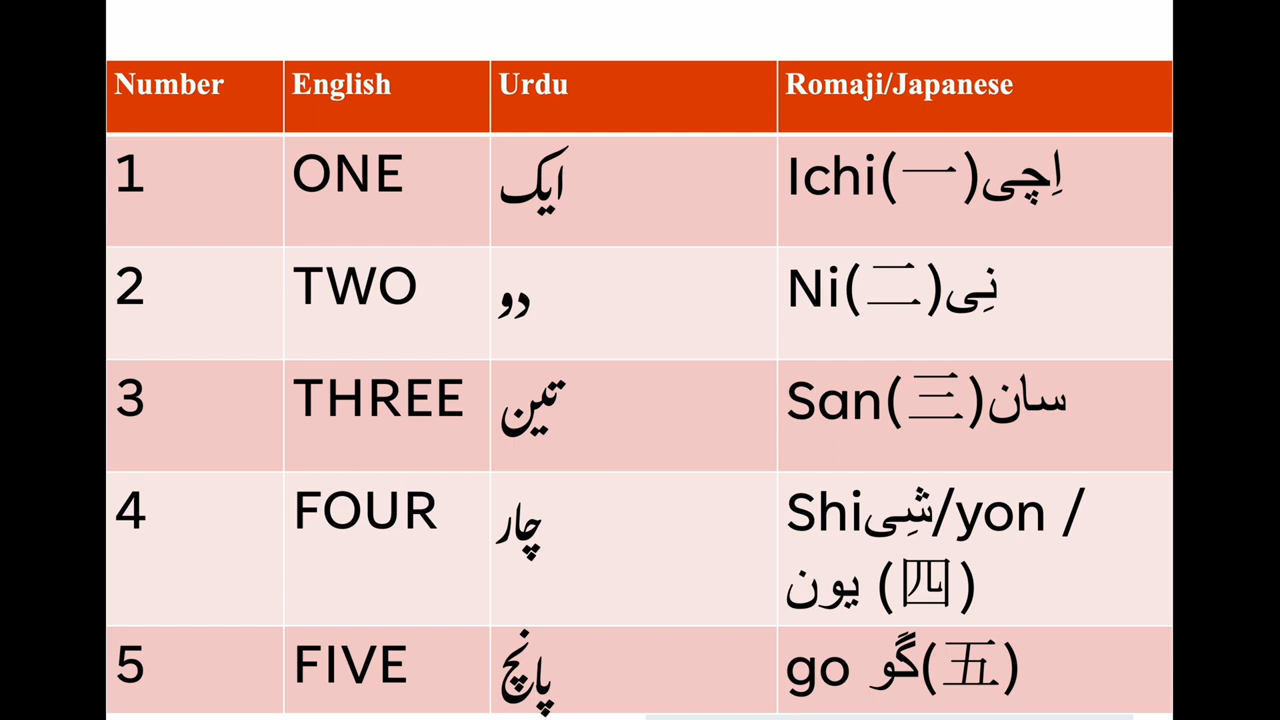 Number English Urdu Romaji/Japanese
1 ONE ایک Ichi(一)اِچی
2 TWO دو Ni(二)نِی
3 THREE تین San(三)سان
4 FOUR چار Shiشِی/yon /
یون (四)
5 FIVE پانچ go گَو(五)